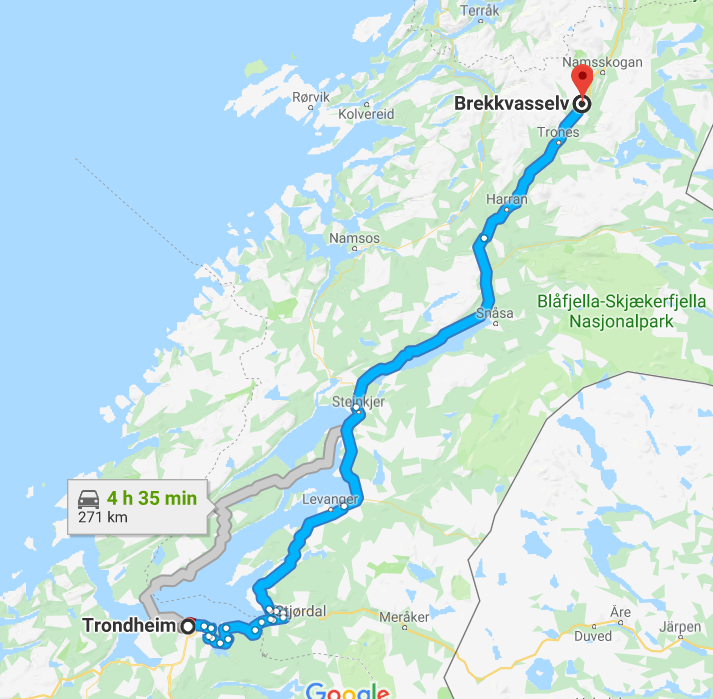 Terråk
Namsskogan
Brekkvasselv
Rørvik
Kolvereid
Trones
Harran
Namsos
Blåfjella-Skjækerfjella
Nasjonalpark
Snåsa
Steinkjer
4 h 35 min
271 km
Levanger
Stjørdal
Trondheim
Meråker
Åre
Duved
Järpen
Google